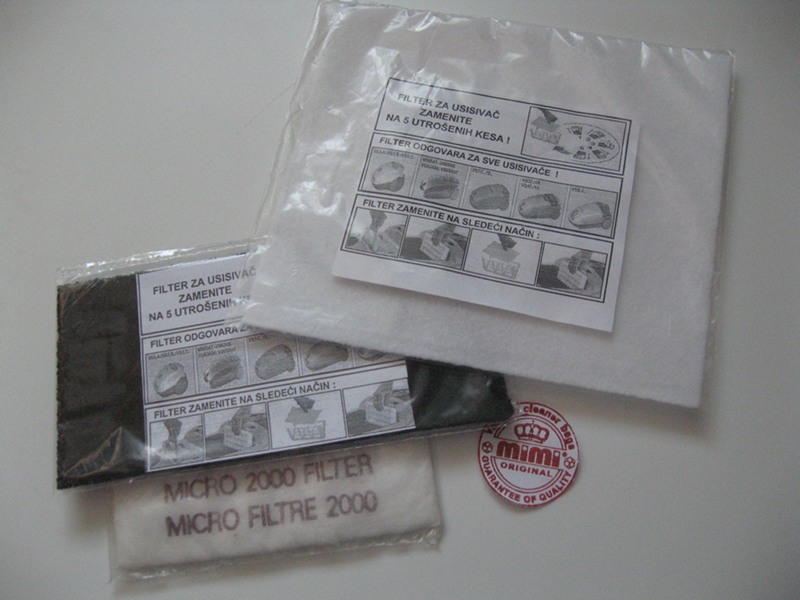 FILTER ZA USISIVAČ
ZAMENITE
NA 5 UTROŠENIH KESA !
FILTER ODGOVARA ZA SVE USISIVAČE !
FILTER ZAMENITE NA SLEDEĆI NAČIN :
FILTER ZA USISIVAČ
ZAMENITE
NA 5 UTROŠENIH
FILTER ODGOVARA
FILTER ZAMENITE NA SLEDEĆI NAČIN :
MICRO 2000 FILTER
MICRO FILTRE 2000
cleaner bags
mimi
ORIGINAL
GUARANTEE OF QUALITY